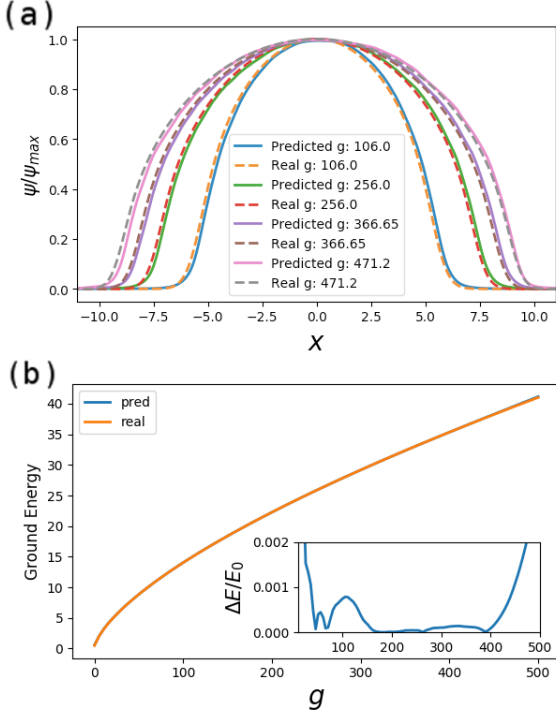 (a)
1.0
0.8
0.6
0.4
0.2
0.0
ψ/ψmax
Predicted g: 106.0
Real g: 106.0
Predicted g: 256.0
Real g: 256.0
Predicted g: 366.65
Real g: 366.65
Predicted g: 471.2
Real g: 471.2
−10.0 −7.5 −5.0 −2.5 0.0 2.5 5.0 7.5 10.0
x
(b)
pred
real
40
35
30
25
20
15
10
5
0
Ground Energy
0.002
0.001
0.000
ΔE/E0
100 200 300 400 500
0 100 200 300 400 500
g